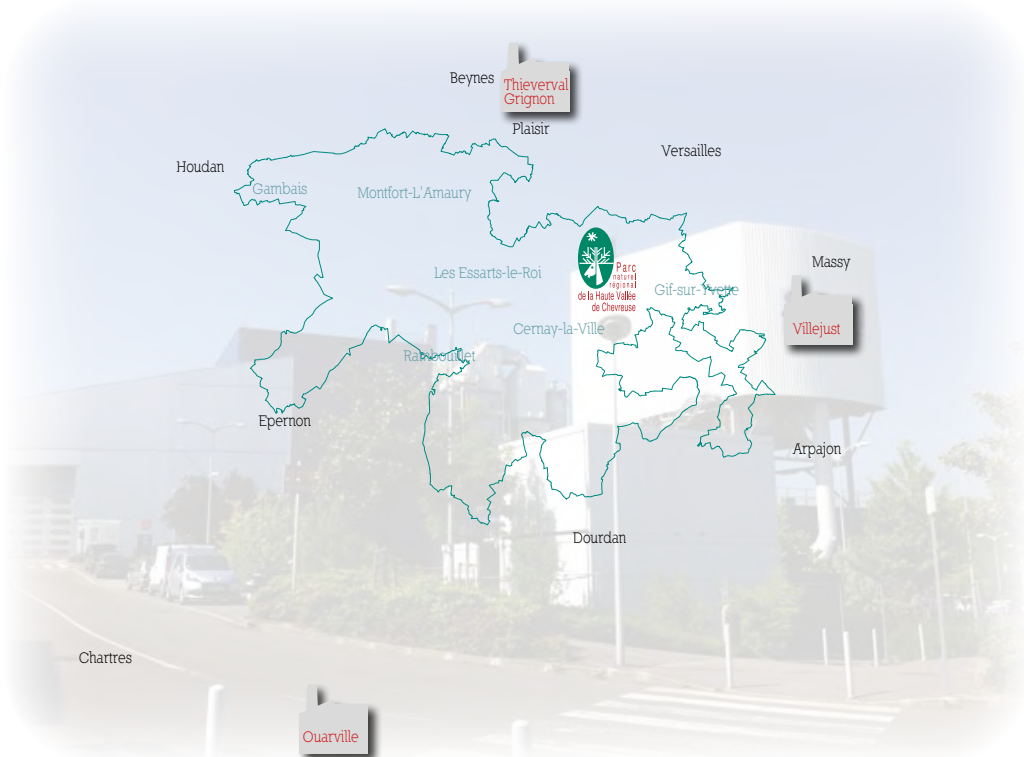 Beynes
Thieverval
Grignon
Plaisir
Versailles
Houdan
Gambais
Montfort-L'Amaury
Massy
Les Essarts-le-Roi
Parc
naturel
régional
de la Haute Vallée
de Chevreuse
Gif-sur-Yvette
Villejust
Cernay-la-Ville
Rambouillet
Epernon
Arpajon
Dourdan
Chartres
Ouarville